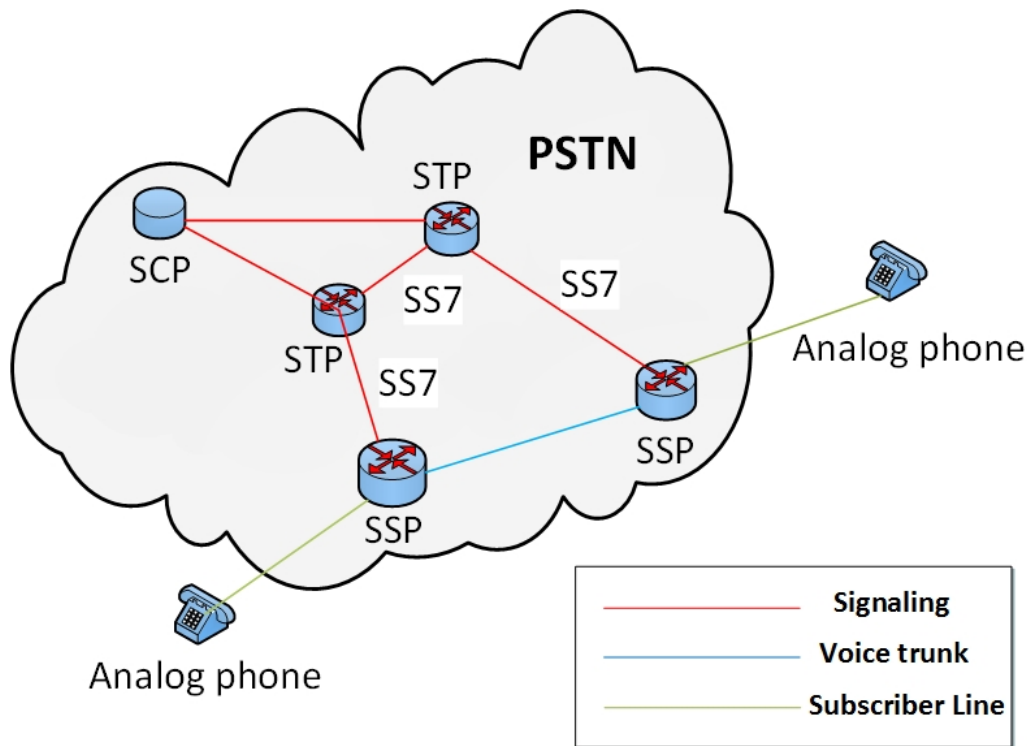 PSTN
STP
SCP
SS7
SS7
STP
Analog phone
SS7
SSP
SSP
Analog phone
Signaling
Voice trunk
Subscriber Line